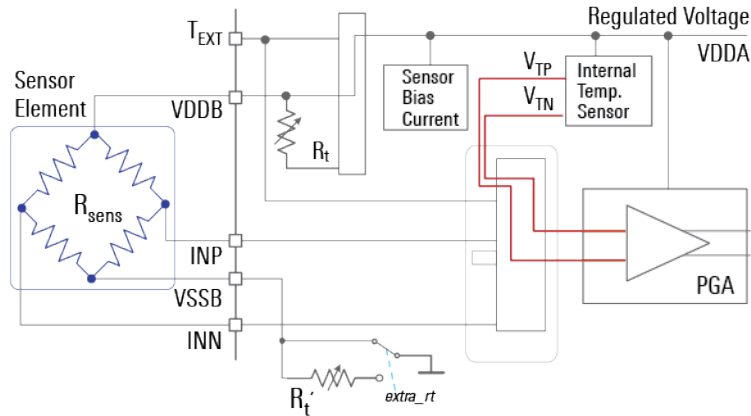 T_EXT
Regulated Voltage
VDDA
Sensor
Element
VDDB
R_t
Sensor
Bias
Current
V_TP
V_TN
Internal
Temp.
Sensor
R_sens
INP
VSSB
INN
PGA
R_t′
extra_rt